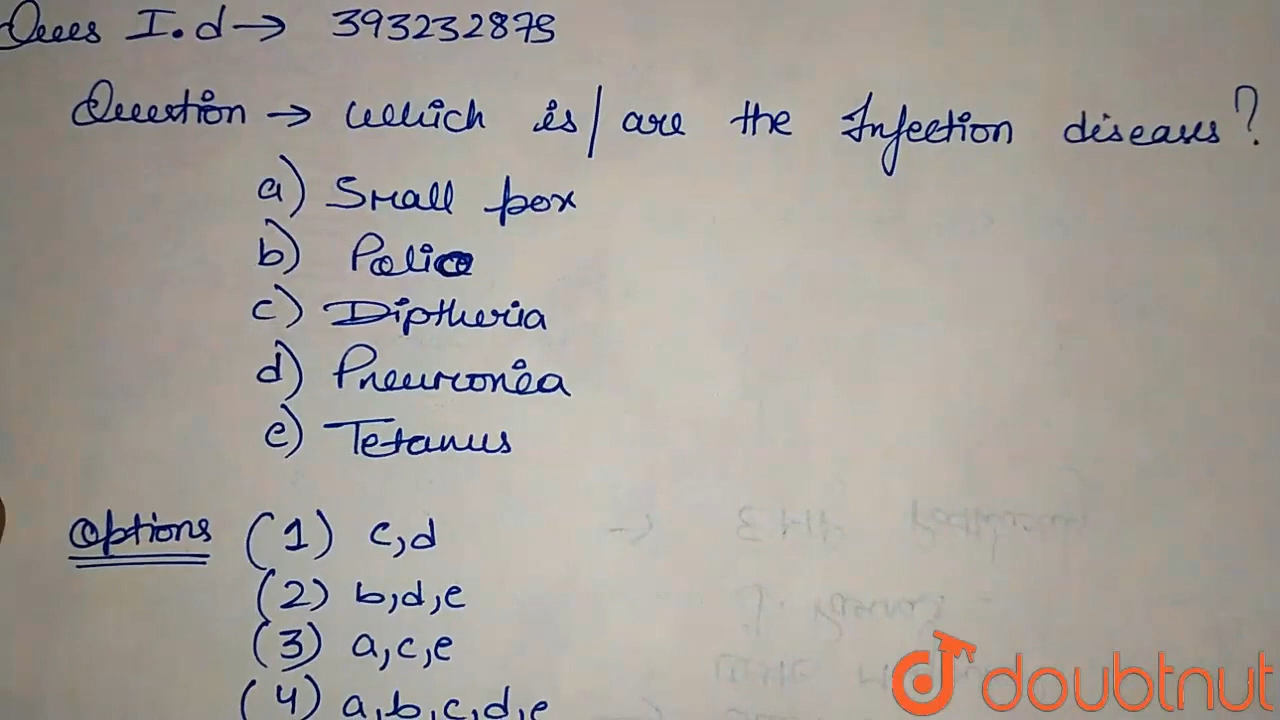 Ques I.d → 393232879
Question → Which is/are the Infection diseases?
a) Small pox
b) Polio
c) Diptheria
d) Pneumonia
e) Tetanus
Options (1) c,d
(2) b,d,e
(3) a,c,e
(4) a,b,c,d,e
doubtnut